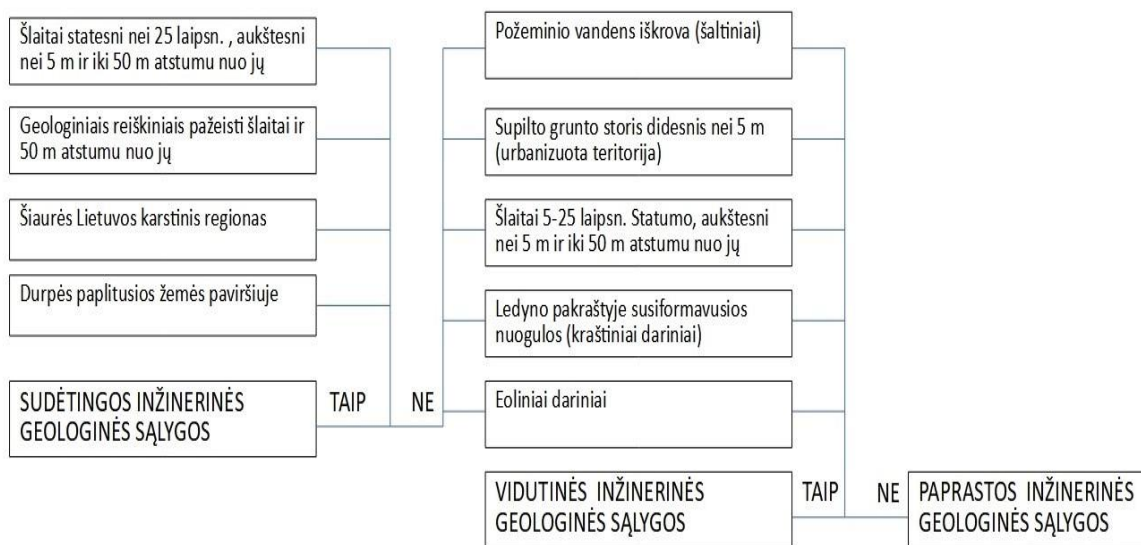 Šlaitai statesni nei 25 laipsn. , aukštesni
nei 5 m ir iki 50 m atstumu nuo jų
Geologiniais reiškiniais pažeisti šlaitai ir
50 m atstumu nuo jų
Šiaurės Lietuvos karstinis regionas
Durpės paplitusios žemės paviršiuje
SUDĖTINGOS INŽINERINĖS
GEOLOGINĖS SĄLYGOS
TAIP
NE
Požeminio vandens iškrova (šaltiniai)
Supilto grunto storis didesnis nei 5 m
(urbanizuota teritorija)
Šlaitai 5-25 laipsn. Statumo, aukštesni
nei 5 m ir iki 50 m atstumu nuo jų
Ledyno pakraštyje susiformavusios
nuogulos (kraštiniai dariniai)
Eoliniai dariniai
VIDUTINĖS INŽINERINĖS
GEOLOGINĖS SĄLYGOS
TAIP
NE
PAPRASTOS INŽINERINĖS
GEOLOGINĖS SĄLYGOS